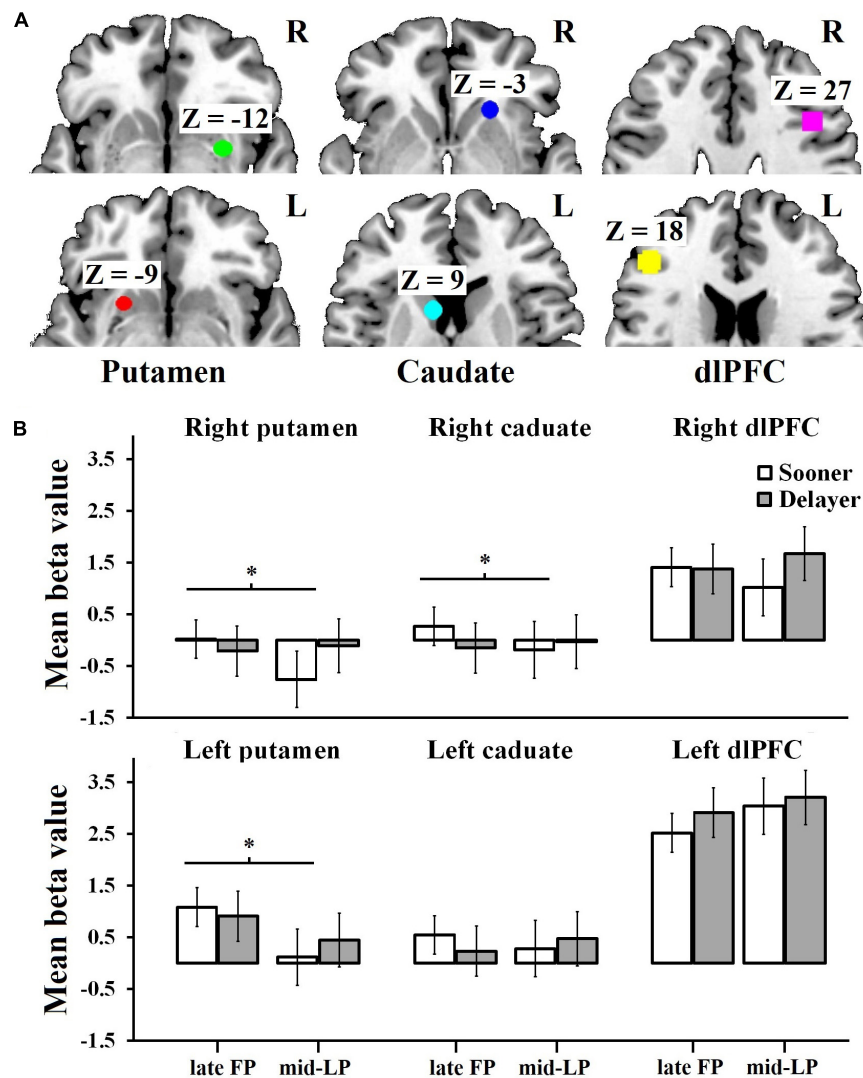 A
R
R
Z = -12
Z = -3
Z = 27
L
L
Z = -9
Z = 9
Z = 18
Putamen
Caudate
dlPFC
B
Right putamen
Right caduate
Right dlPFC
Mean beta value
3.5
2.5
1.5
0.5
-0.5
-1.5
Sooner
Delayer
*
*
Left putamen
Left caduate
Left dlPFC
Mean beta value
3.5
2.5
1.5
0.5
-0.5
-1.5
*
late FP
mid-LP
late FP
mid-LP
late FP
mid-LP